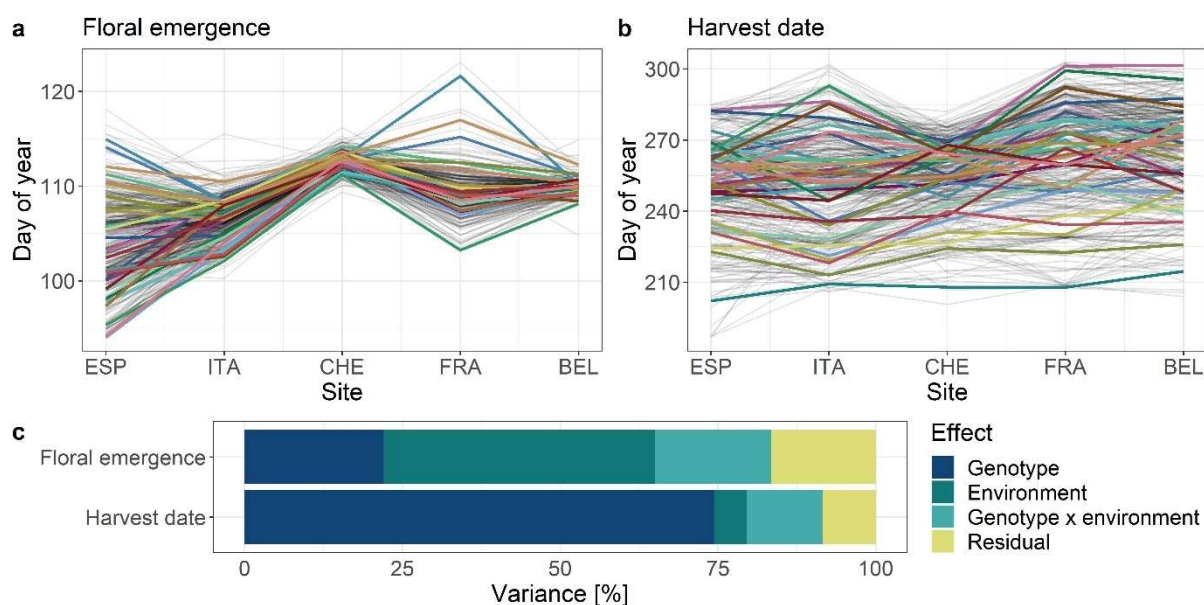 a Floral emergence
120
110
100
Day of year
ESP ITA CHE FRA BEL
Site
b Harvest date
300
270
240
210
Day of year
ESP ITA CHE FRA BEL
Site
c
Floral emergence
Harvest date
0 25 50 75 100
Variance [%]
Effect
Genotype
Environment
Genotype x environment
Residual